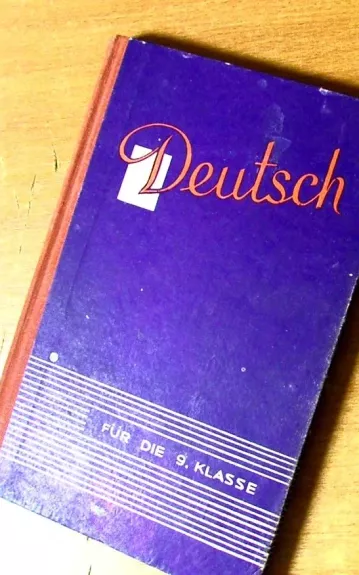 Deutsch
FÜR DIE 9. KLASSE